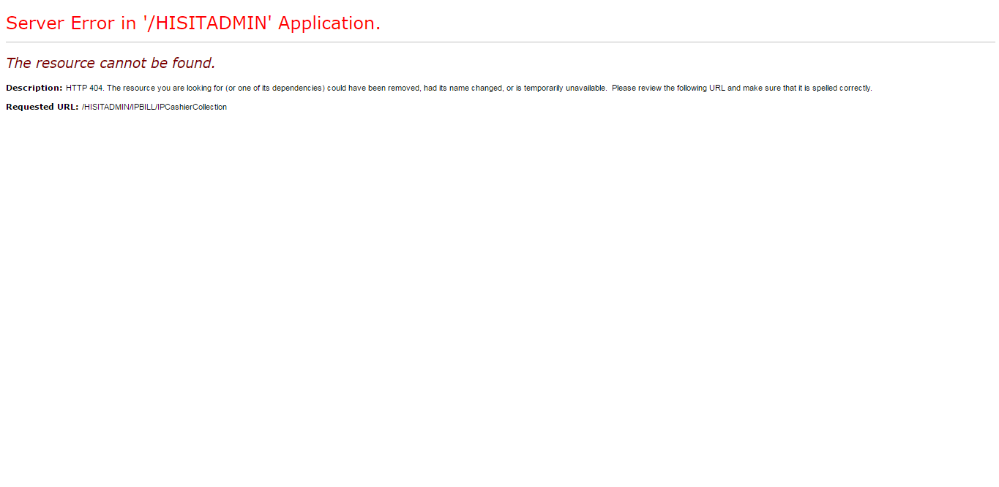 Server Error in '/HISITADMIN' Application.
The resource cannot be found.
Description: HTTP 404. The resource you are looking for (or one of its dependencies) could have been removed, had its name changed, or is temporarily unavailable.  Please review the following URL and make sure that it is spelled correctly.
Requested URL: /HISITADMIN/IPBILL/IPCashierCollection